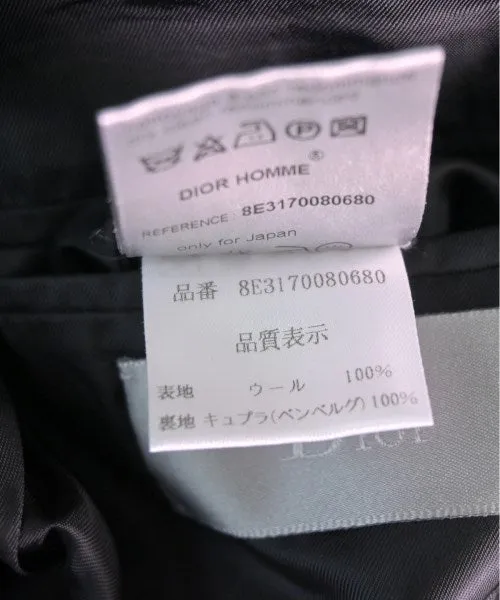 DIOR HOMME®
REFERENCE 8E3170080680
only for Japan
品番 8E3170080680
品質表示
表地 ウール 100%
裏地 キュプラ(ベンベルグ) 100%
Dior